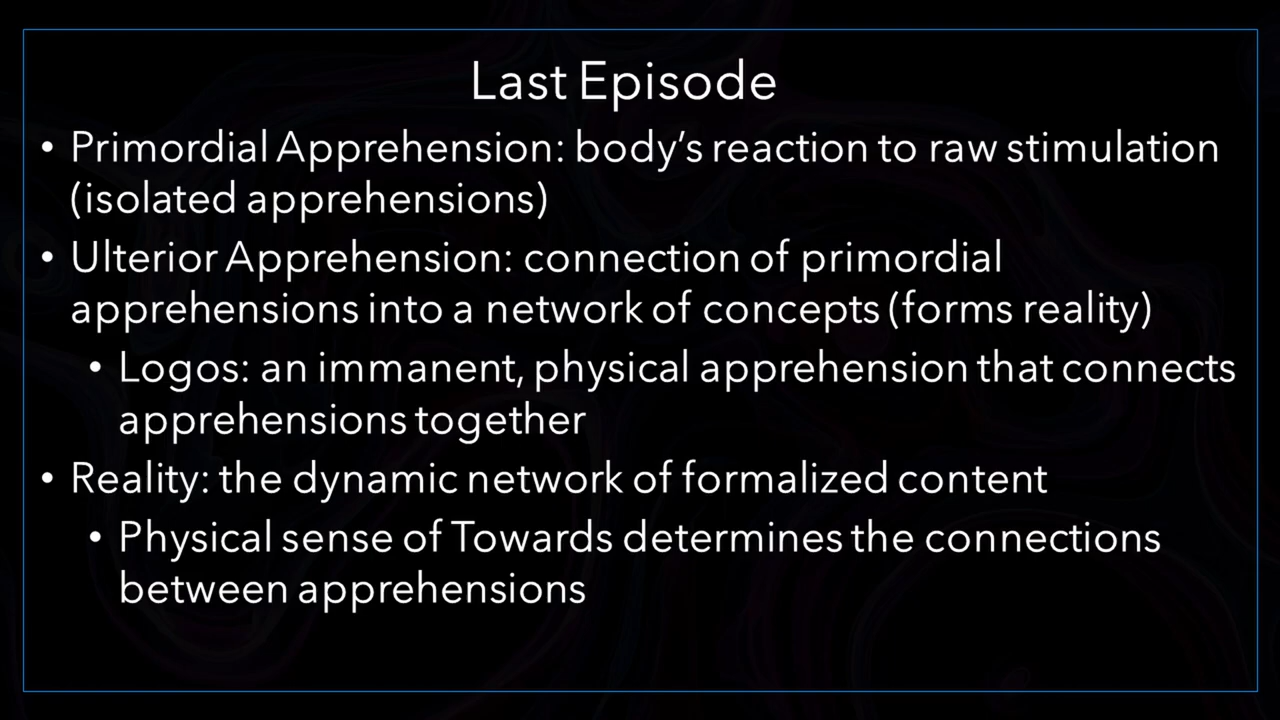 Last Episode
• Primordial Apprehension: body's reaction to raw stimulation
(isolated apprehensions)
• Ulterior Apprehension: connection of primordial
apprehensions into a network of concepts (forms reality)
• Logos: an immanent, physical apprehension that connects
apprehensions together
• Reality: the dynamic network of formalized content
• Physical sense of Towards determines the connections
between apprehensions